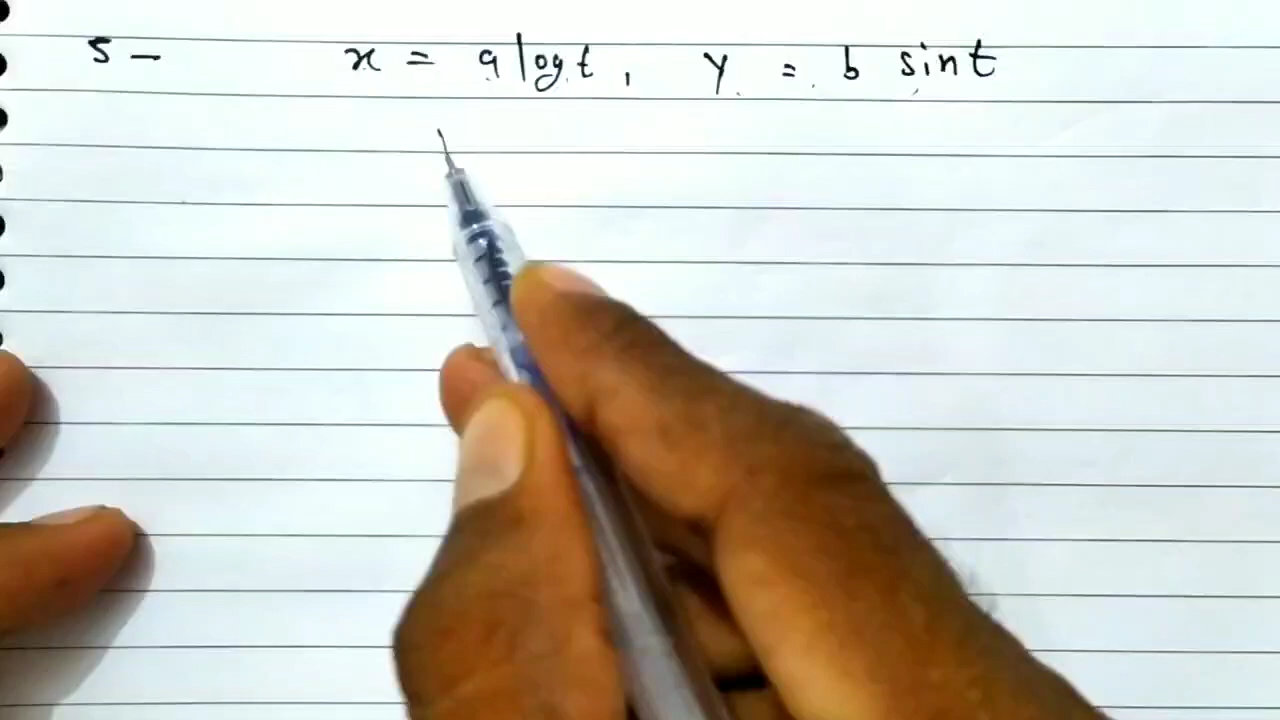 5 - x = a log t, y = b sin t